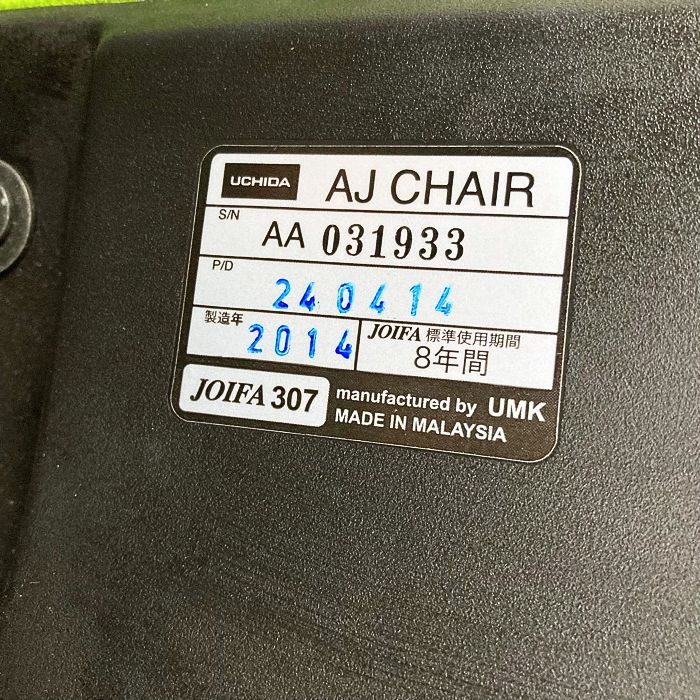 UCHIDA AJ CHAIR
S/N
AA 031933
P/D
240414
製造年
2014
JOIFA 標準使用期間
8年間
JOIFA 307
manufactured by UMK
MADE IN MALAYSIA